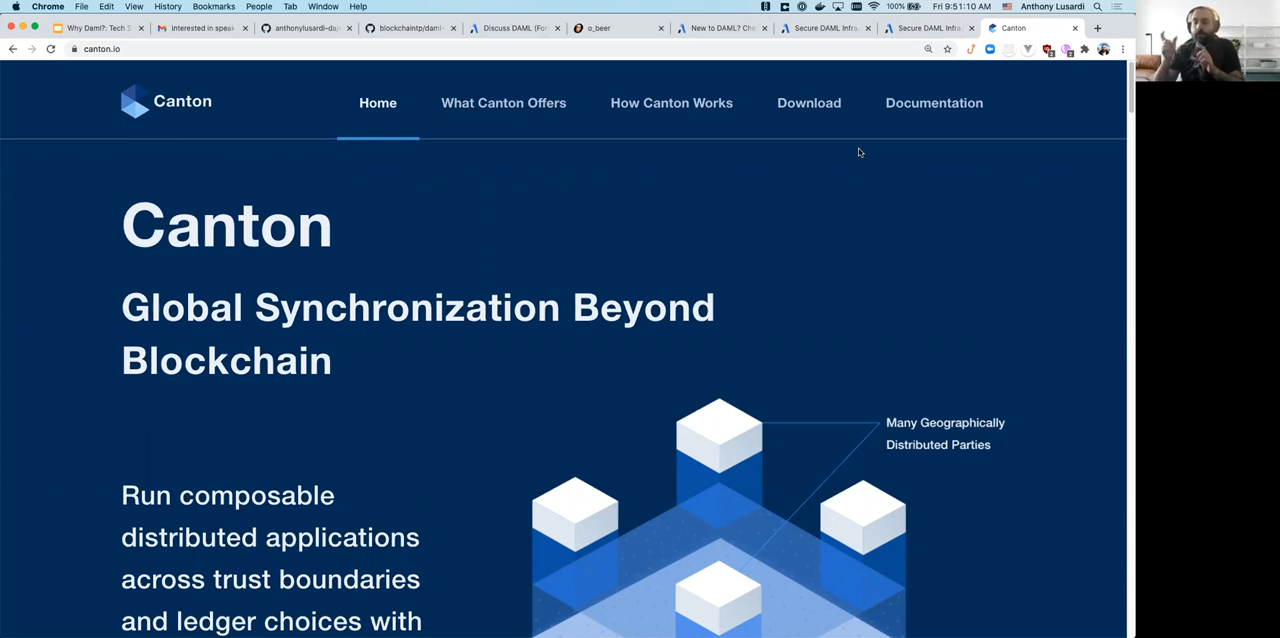 Chrome File Edit View History Bookmarks People Tab Window Help 100% Fri 9:51:10 AM Anthony Lusardi
Why Daml?: Tech S
Interested in speak
anthonylusardi-da/
blockchaintp/daml-
Discuss DAML (For
o_beer
New to DAML? Che
Secure DAML Infra
Secure DAML Infra
Canton
canton.io
Canton
Home What Canton Offers How Canton Works Download Documentation
Canton
Global Synchronization Beyond
Blockchain
Many Geographically
Distributed Parties
Run composable
distributed applications
across trust boundaries
and ledger choices with